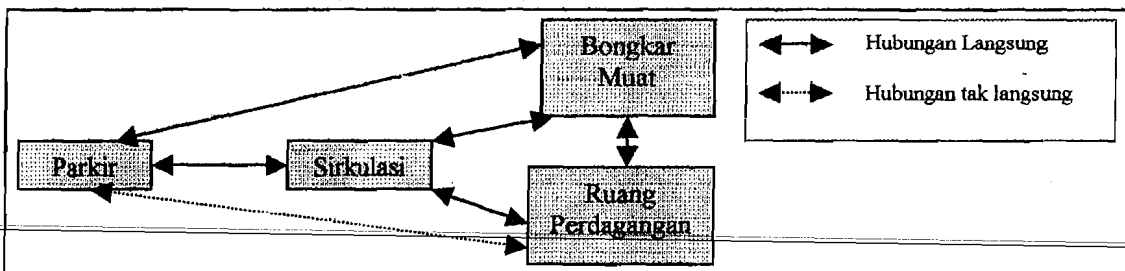 Bongkar
Muat
Hubungan Langsung
Hubungan tak langsung
Parkir
Sirkulasi
Ruang
Perdagangan